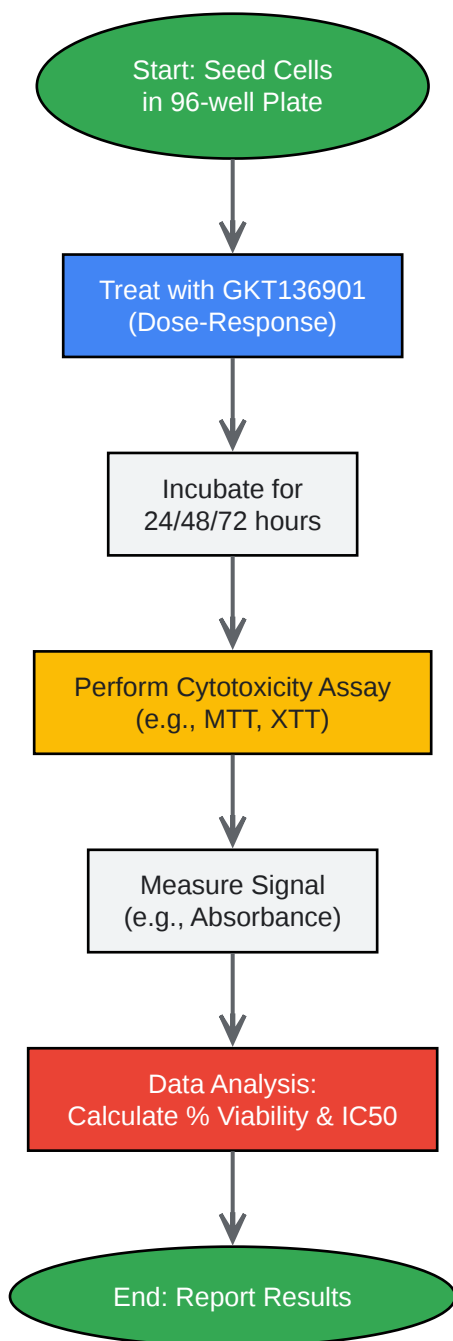 Start: Seed Cells
in 96-well Plate
Treat with GKT136901
(Dose-Response)
Incubate for
24/48/72 hours
Perform Cytotoxicity Assay
(e.g., MTT, XTT)
Measure Signal
(e.g., Absorbance)
Data Analysis:
Calculate % Viability & IC50
End: Report Results